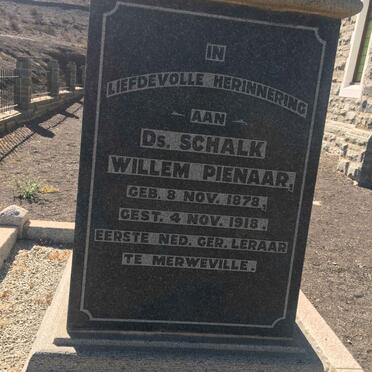 IN
LIEFDEVOLLE HERINNERING
AAN
Ds. SCHALK
WILLEM PIENAAR,
GEB. 8 NOV. 1878,
GEST. 4 NOV. 1918.
EERSTE NED. GER. LERAAR
TE MERWEVILLE.